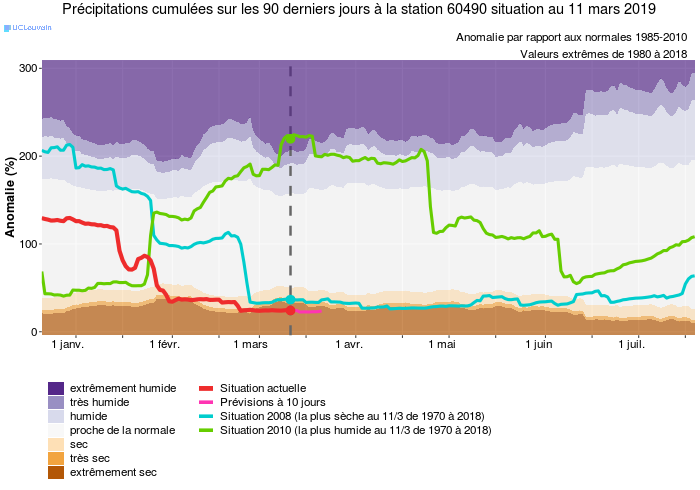 Précipitations cumulées sur les 90 derniers jours à la station 60490 situation au 11 mars 2019
UCLouvain
Anomalie par rapport aux normales 1985-2010
Valeurs extrêmes de 1980 à 2018
Anomalie (%)
300
200
100
0
1 janv. 1 févr. 1 mars 1 avr. 1 mai 1 juin 1 juil.
extrêmement humide
très humide
humide
proche de la normale
sec
très sec
extrêmement sec
Situation actuelle
Prévisions à 10 jours
Situation 2008 (la plus sèche au 11/3 de 1970 à 2018)
Situation 2010 (la plus humide au 11/3 de 1970 à 2018)